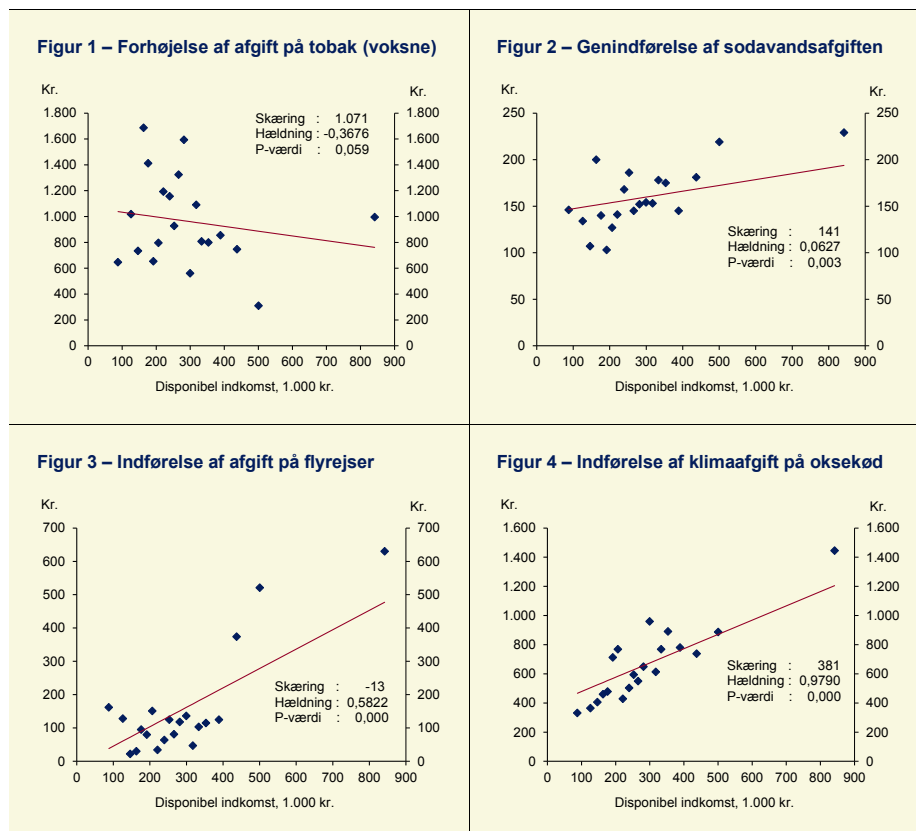 Figur 1 – Forhøjelse af afgift på tobak (voksne)
Kr. Kr.
1.800 1.800
1.600 1.600
1.400 1.400
1.200 1.200
1.000 1.000
800 800
600 600
400 400
200 200
0 0
Skæring : 1.071
Hældning : -0,3676
P-værdi : 0,059
0 100 200 300 400 500 600 700 800 900
Disponibel indkomst, 1.000 kr.
Figur 2 – Genindførelse af sodavandsafgiften
Kr. Kr.
250 250
200 200
150 150
100 100
50 50
0 0
Skæring : 141
Hældning : 0,0627
P-værdi : 0,003
0 100 200 300 400 500 600 700 800 900
Disponibel indkomst, 1.000 kr.
Figur 3 – Indførelse af afgift på flyrejser
Kr. Kr.
700 700
600 600
500 500
400 400
300 300
200 200
100 100
0 0
Skæring : -13
Hældning : 0,5822
P-værdi : 0,000
0 100 200 300 400 500 600 700 800 900
Disponibel indkomst, 1.000 kr.
Figur 4 – Indførelse af klimaafgift på oksekød
Kr. Kr.
1.600 1.600
1.400 1.400
1.200 1.200
1.000 1.000
800 800
600 600
400 400
200 200
0 0
Skæring : 381
Hældning : 0,9790
P-værdi : 0,000
0 100 200 300 400 500 600 700 800 900
Disponibel indkomst, 1.000 kr.